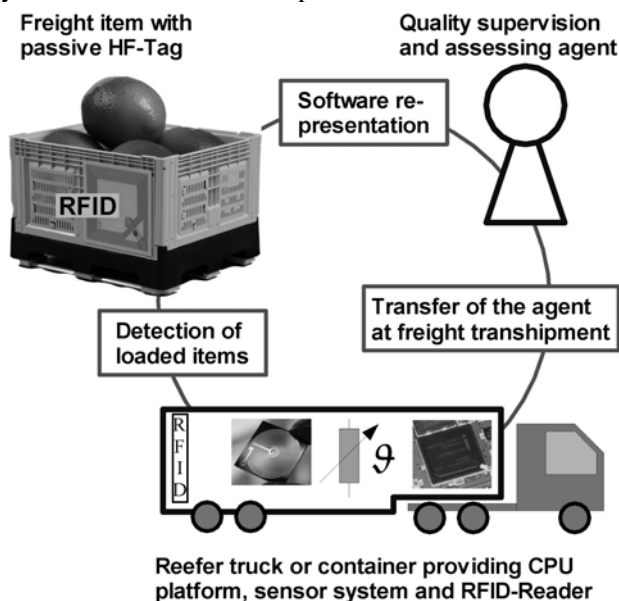 Freight item with
passive HF-Tag
Quality supervision
and assessing agent
Software re-
presentation
RFID
Detection of
loaded items
Transfer of the agent
at freight transhipment
R
F
I
D
ϑ
Reefer truck or container providing CPU
platform, sensor system and RFID-Reader